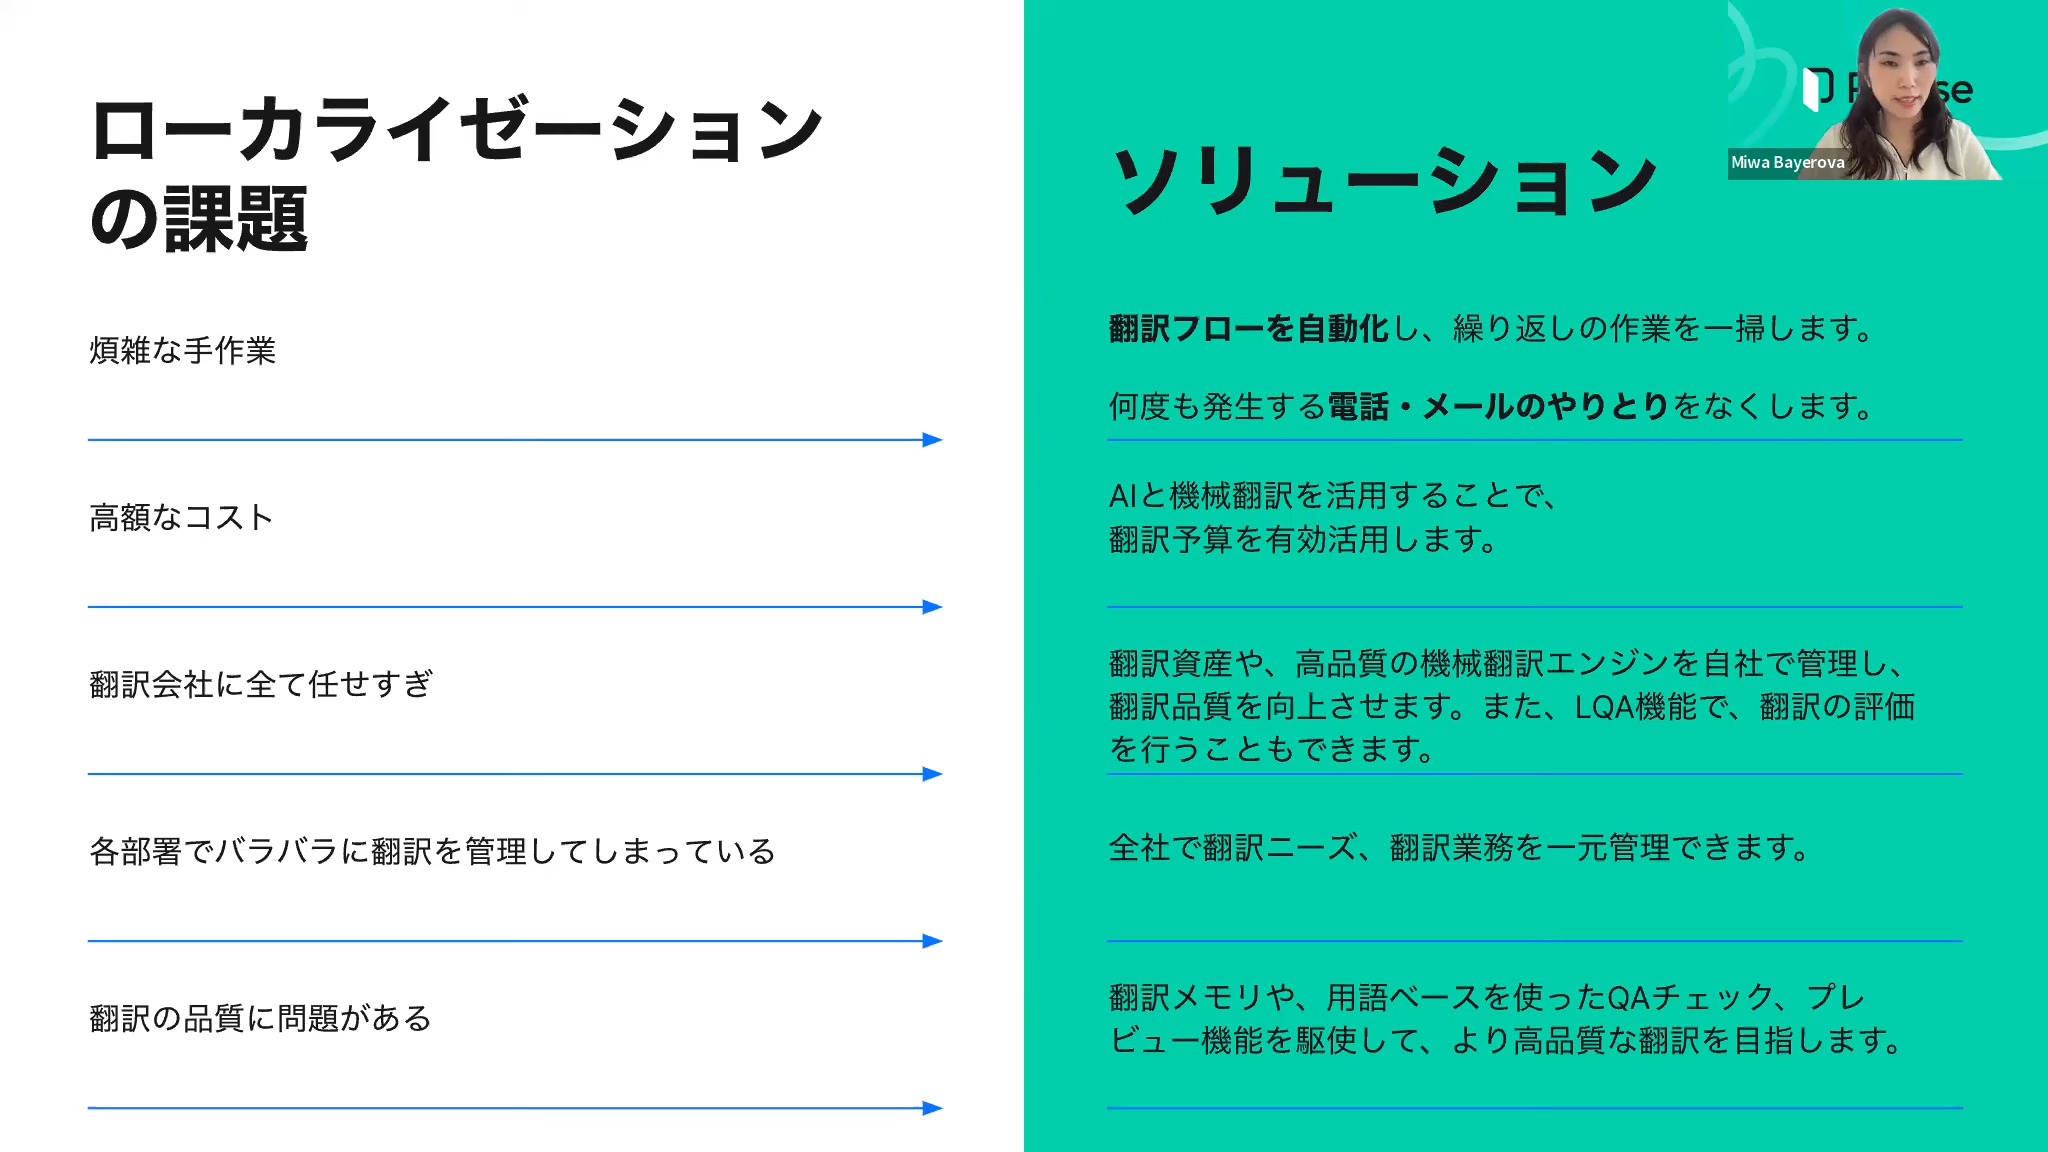 ローカライゼーション
の課題
煩雑な手作業
高額なコスト
翻訳会社に全て任せすぎ
各部署でバラバラに翻訳を管理してしまっている
翻訳の品質に問題がある
ソリューション
翻訳フローを自動化し、繰り返しの作業を一掃します。
何度も発生する電話・メールのやりとりをなくします。
AIと機械翻訳を活用することで、
翻訳予算を有効活用します。
翻訳資産や、高品質の機械翻訳エンジンを自社で管理し、
翻訳品質を向上させます。また、LQA機能で、翻訳の評価
を行うこともできます。
全社で翻訳ニーズ、翻訳業務を一元管理できます。
翻訳メモリや、用語ベースを使ったQAチェック、プレ
ビュー機能を駆使して、より高品質な翻訳を目指します。
Miwa Bayerova